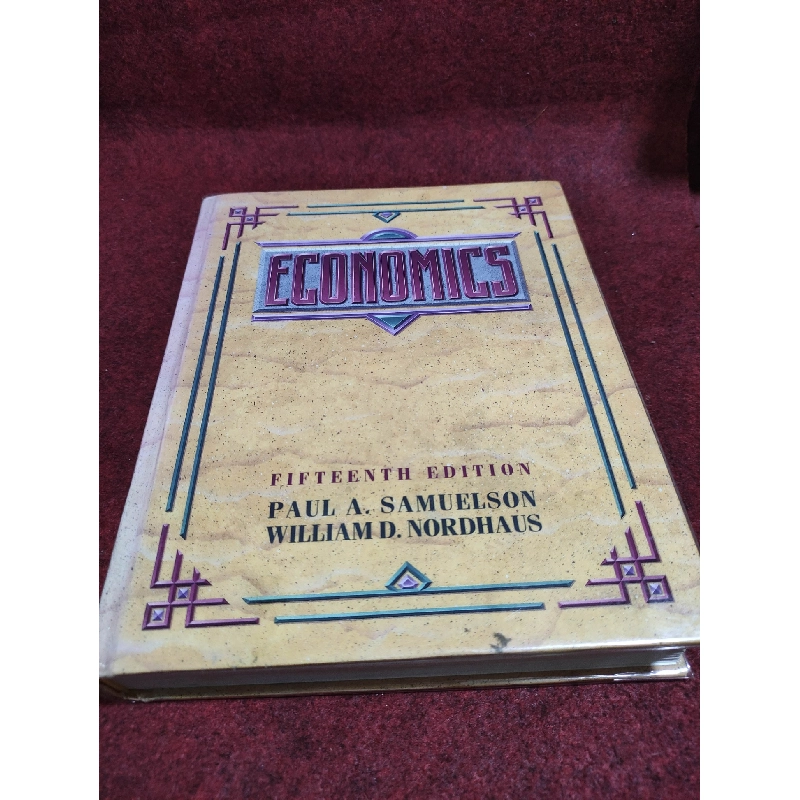 ECONOMICS
FIFTEENTH EDITION
PAUL A. SAMUELSON
WILLIAM D. NORDHAUS